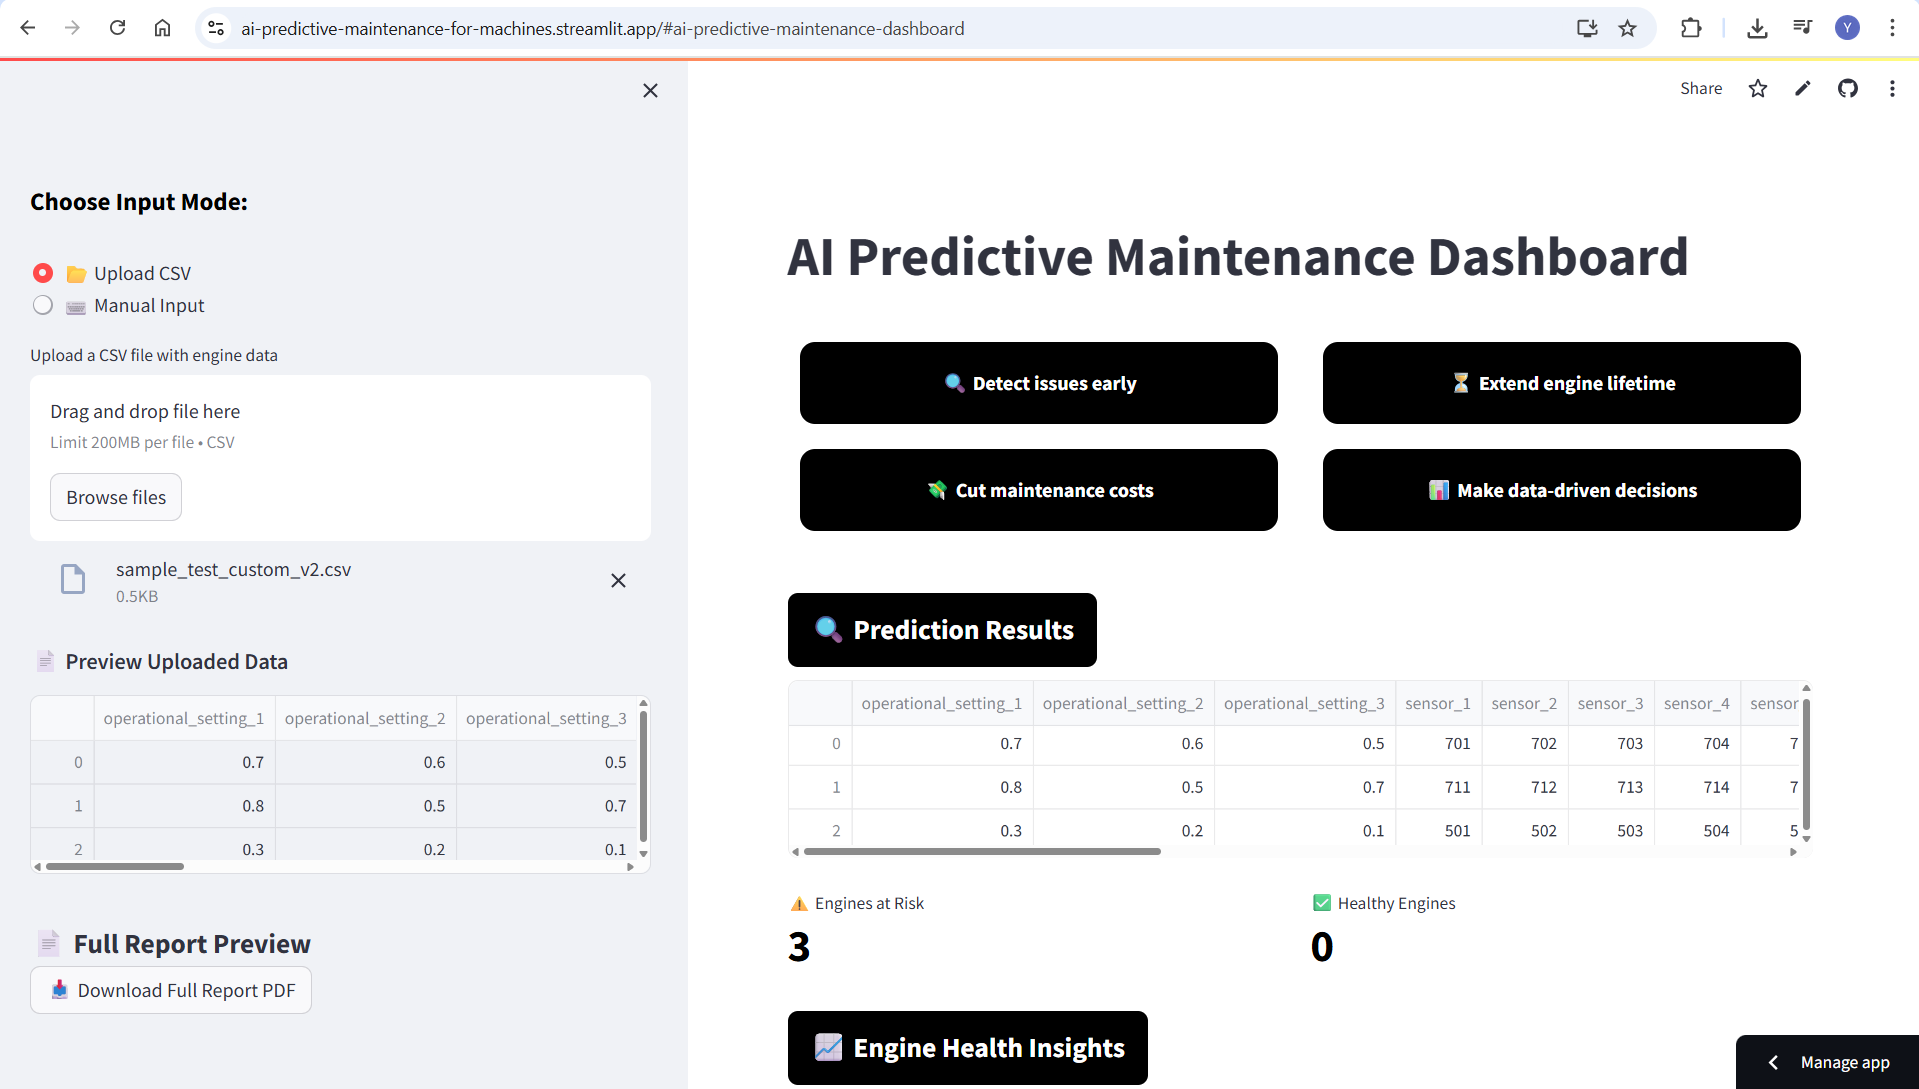 ai-predictive-maintenance-for-machines.streamlit.app/#ai-predictive-maintenance-dashboard
Y
Share
Choose Input Mode:
Upload CSV
Manual Input
Upload a CSV file with engine data
Drag and drop file here
Limit 200MB per file • CSV
Browse files
sample_test_custom_v2.csv
0.5KB
Preview Uploaded Data
operational_setting_1 operational_setting_2 operational_setting_3
0 0.7 0.6 0.5
1 0.8 0.5 0.7
2 0.3 0.2 0.1
Full Report Preview
Download Full Report PDF
AI Predictive Maintenance Dashboard
Detect issues early
Extend engine lifetime
Cut maintenance costs
Make data-driven decisions
Prediction Results
operational_setting_1 operational_setting_2 operational_setting_3 sensor_1 sensor_2 sensor_3 sensor_4 sensor
0 0.7 0.6 0.5 701 702 703 704 7
1 0.8 0.5 0.7 711 712 713 714 7
2 0.3 0.2 0.1 501 502 503 504 5
Engines at Risk
3
Healthy Engines
0
Engine Health Insights
Manage app